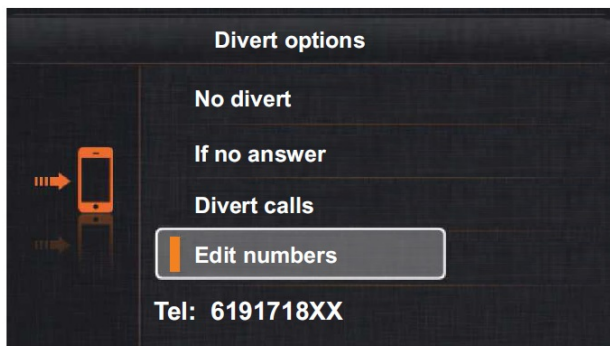 Divert options
No divert
If no answer
Divert calls
Edit numbers
Tel: 6191718XX